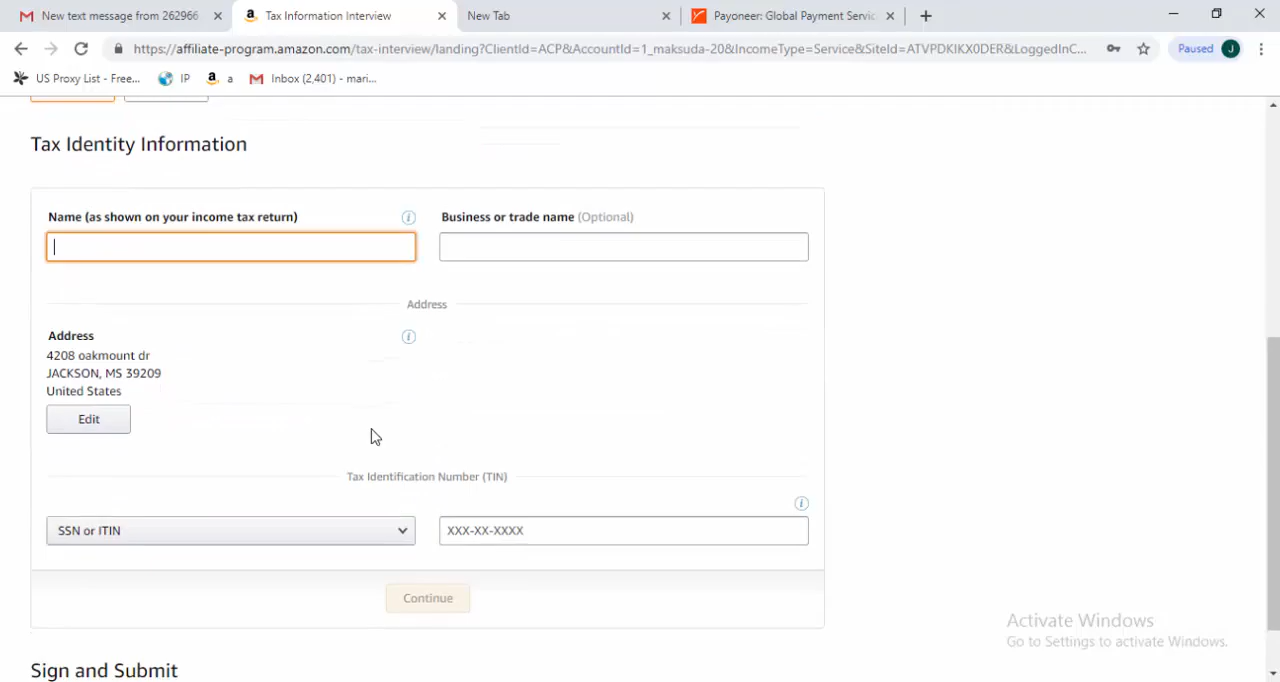 New text message from 262966
Tax Information Interview
New Tab
Payoneer: Global Payment Servic
https://affiliate-program.amazon.com/tax-interview/landing?ClientId=ACP&AccountId=1_maksuda-20&IncomeType=Service&SiteId=ATVPDKIKX0DER&LoggedInC...
Paused J
US Proxy List - Free...
IP
a
Inbox (2,401) - mari...
Tax Identity Information
Name (as shown on your income tax return)
Business or trade name (Optional)
Address
Address
4208 oakmount dr
JACKSON, MS 39209
United States
Edit
Tax Identification Number (TIN)
SSN or ITIN
XXX-XX-XXXX
Continue
Activate Windows
Go to Settings to activate Windows.
Sign and Submit